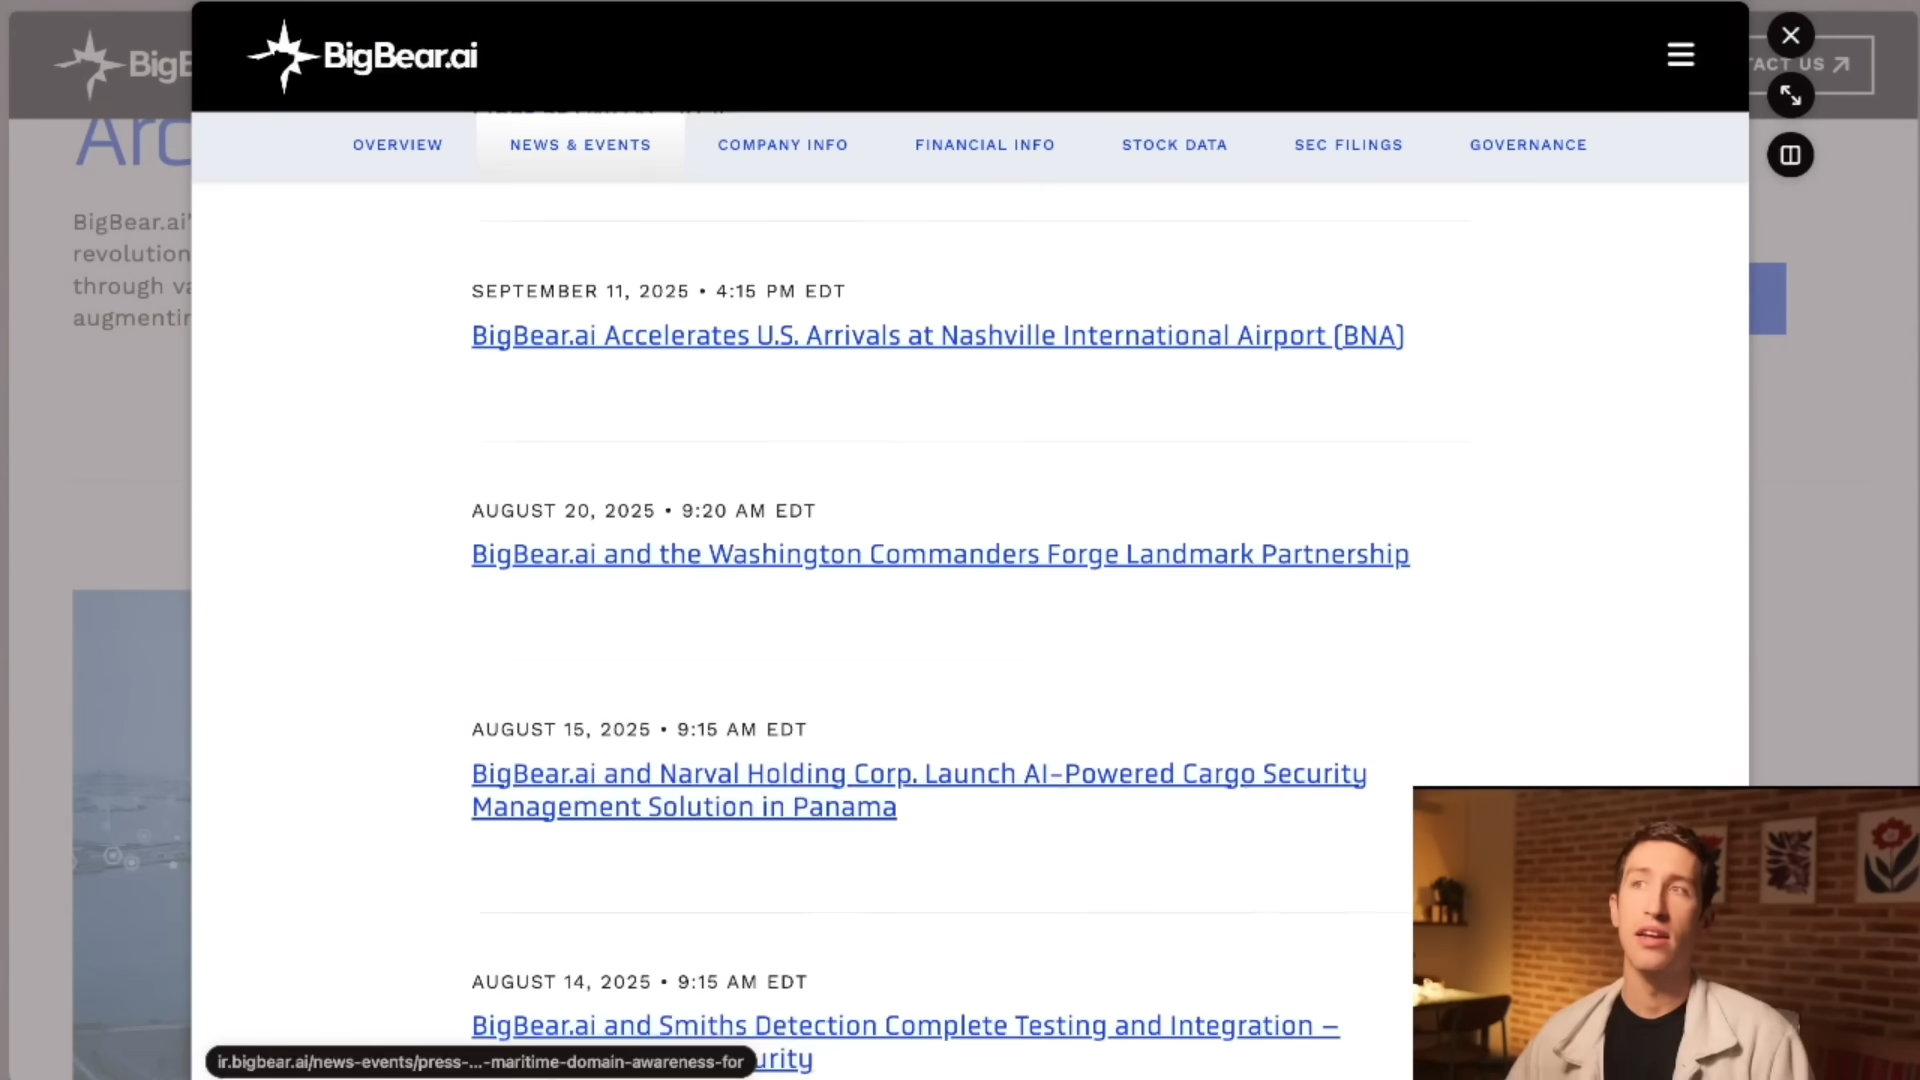 BigBear.ai
BigB
TACT US
OVERVIEW
NEWS & EVENTS
COMPANY INFO
FINANCIAL INFO
STOCK DATA
SEC FILINGS
GOVERNANCE
Arc
BigBear.ai'
revolution
through va
augmentin
SEPTEMBER 11, 2025 • 4:15 PM EDT
BigBear.ai Accelerates U.S. Arrivals at Nashville International Airport (BNA)
AUGUST 20, 2025 • 9:20 AM EDT
BigBear.ai and the Washington Commanders Forge Landmark Partnership
AUGUST 15, 2025 • 9:15 AM EDT
BigBear.ai and Narval Holding Corp. Launch AI-Powered Cargo Security
Management Solution in Panama
AUGUST 14, 2025 • 9:15 AM EDT
BigBear.ai and Smiths Detection Complete Testing and Integration –
urity
ir.bigbear.ai/news-events/press-...-maritime-domain-awareness-for